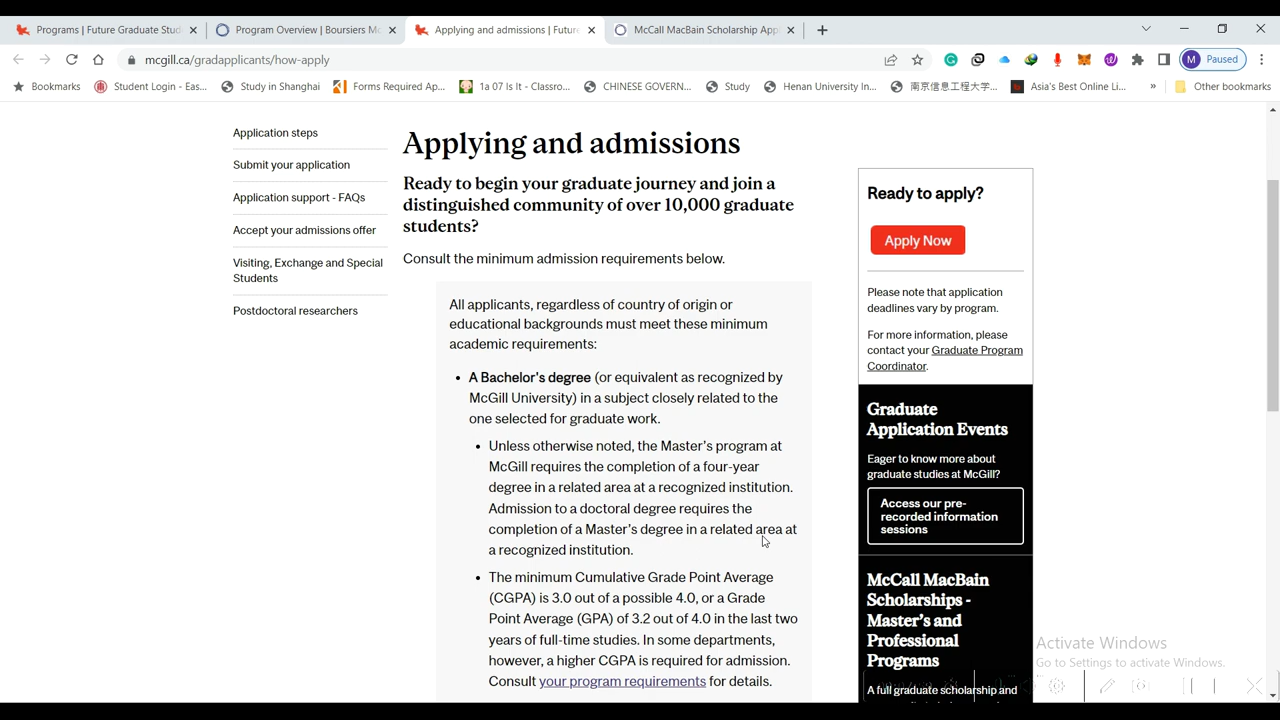 Programs | Future Graduate Stud
Program Overview | Boursiers Mc
Applying and admissions | Future
McCall MacBain Scholarship App
mcgill.ca/gradapplicants/how-apply
M Paused
Bookmarks
Student Login - Eas...
Study in Shanghai
Forms Required Ap...
1a 07 Is It - Classroo...
CHINESE GOVERN...
Study
Henan University In...
南京信息工程大学...
Asia's Best Online Li...
»
Other bookmarks
Application steps
Submit your application
Application support - FAQs
Accept your admissions offer
Visiting, Exchange and Special
Students
Postdoctoral researchers
Applying and admissions
Ready to begin your graduate journey and join a
distinguished community of over 10,000 graduate
students?
Consult the minimum admission requirements below.
All applicants, regardless of country of origin or
educational backgrounds must meet these minimum
academic requirements:
• A Bachelor's degree (or equivalent as recognized by
McGill University) in a subject closely related to the
one selected for graduate work.
• Unless otherwise noted, the Master's program at
McGill requires the completion of a four-year
degree in a related area at a recognized institution.
Admission to a doctoral degree requires the
completion of a Master's degree in a related area at
a recognized institution.
• The minimum Cumulative Grade Point Average
(CGPA) is 3.0 out of a possible 4.0, or a Grade
Point Average (GPA) of 3.2 out of 4.0 in the last two
years of full-time studies. In some departments,
however, a higher CGPA is required for admission.
Consult your program requirements for details.
Ready to apply?
Apply Now
Please note that application
deadlines vary by program.
For more information, please
contact your Graduate Program
Coordinator.
Graduate
Application Events
Eager to know more about
graduate studies at McGill?
Access our pre-
recorded information
sessions
McCall MacBain
Scholarships -
Master's and
Professional
Programs
A full graduate scholarship and
Activate Windows
Go to Settings to activate Windows.